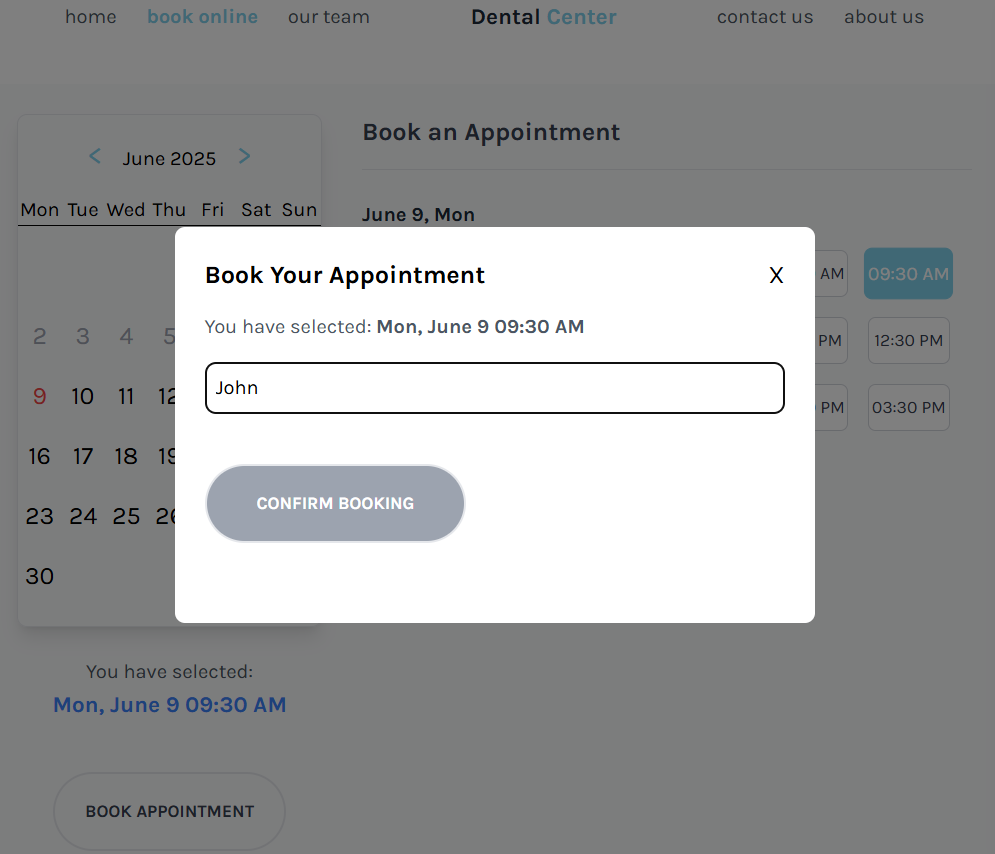 home book online our team Dental Center contact us about us
< June 2025 >
Mon Tue Wed Thu Fri Sat Sun
2 3 4 5
9 10 11 12
16 17 18 19
23 24 25 26
30
You have selected:
Mon, June 9 09:30 AM
BOOK APPOINTMENT
Book an Appointment
June 9, Mon
AM 09:30 AM
PM 12:30 PM
PM 03:30 PM
Book Your Appointment X
You have selected: Mon, June 9 09:30 AM
John
CONFIRM BOOKING